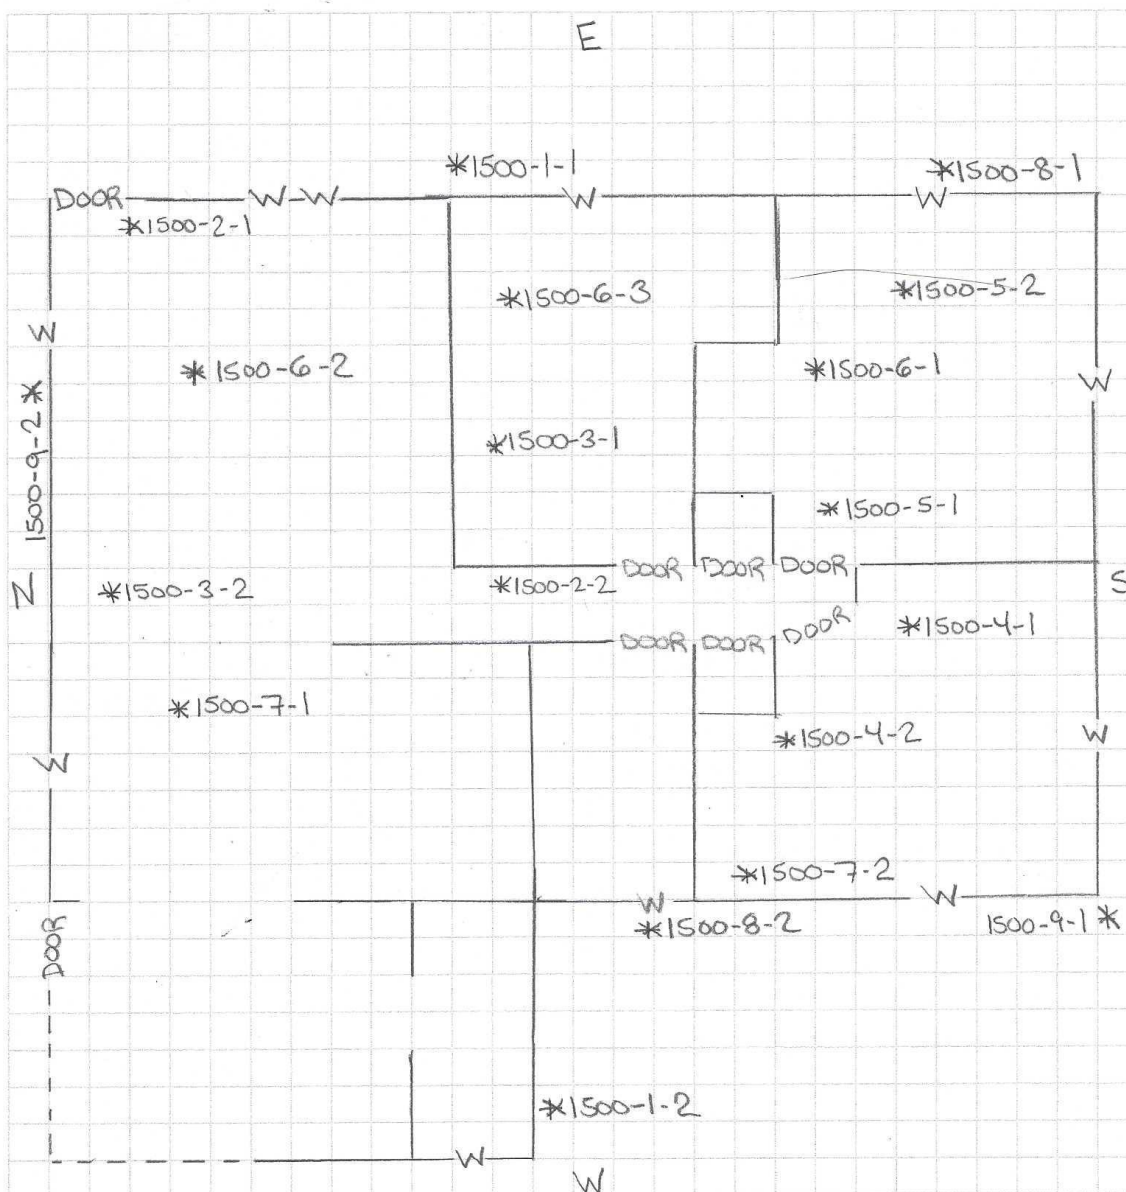 E
*1500-1-1
*1500-8-1
DOOR W W W W
*1500-2-1
*1500-6-3
*1500-5-2
W
*1500-6-2
*1500-6-1
W
1500-9-2*
*1500-3-1
*1500-5-1
DOOR DOOR DOOR
N
*1500-3-2
*1500-2-2
S
DOOR DOOR DOOR
*1500-4-1
*1500-7-1
*1500-4-2
W
W
*1500-7-2
W W
DOOR
*1500-8-2
1500-9-1*
*1500-1-2
W
W